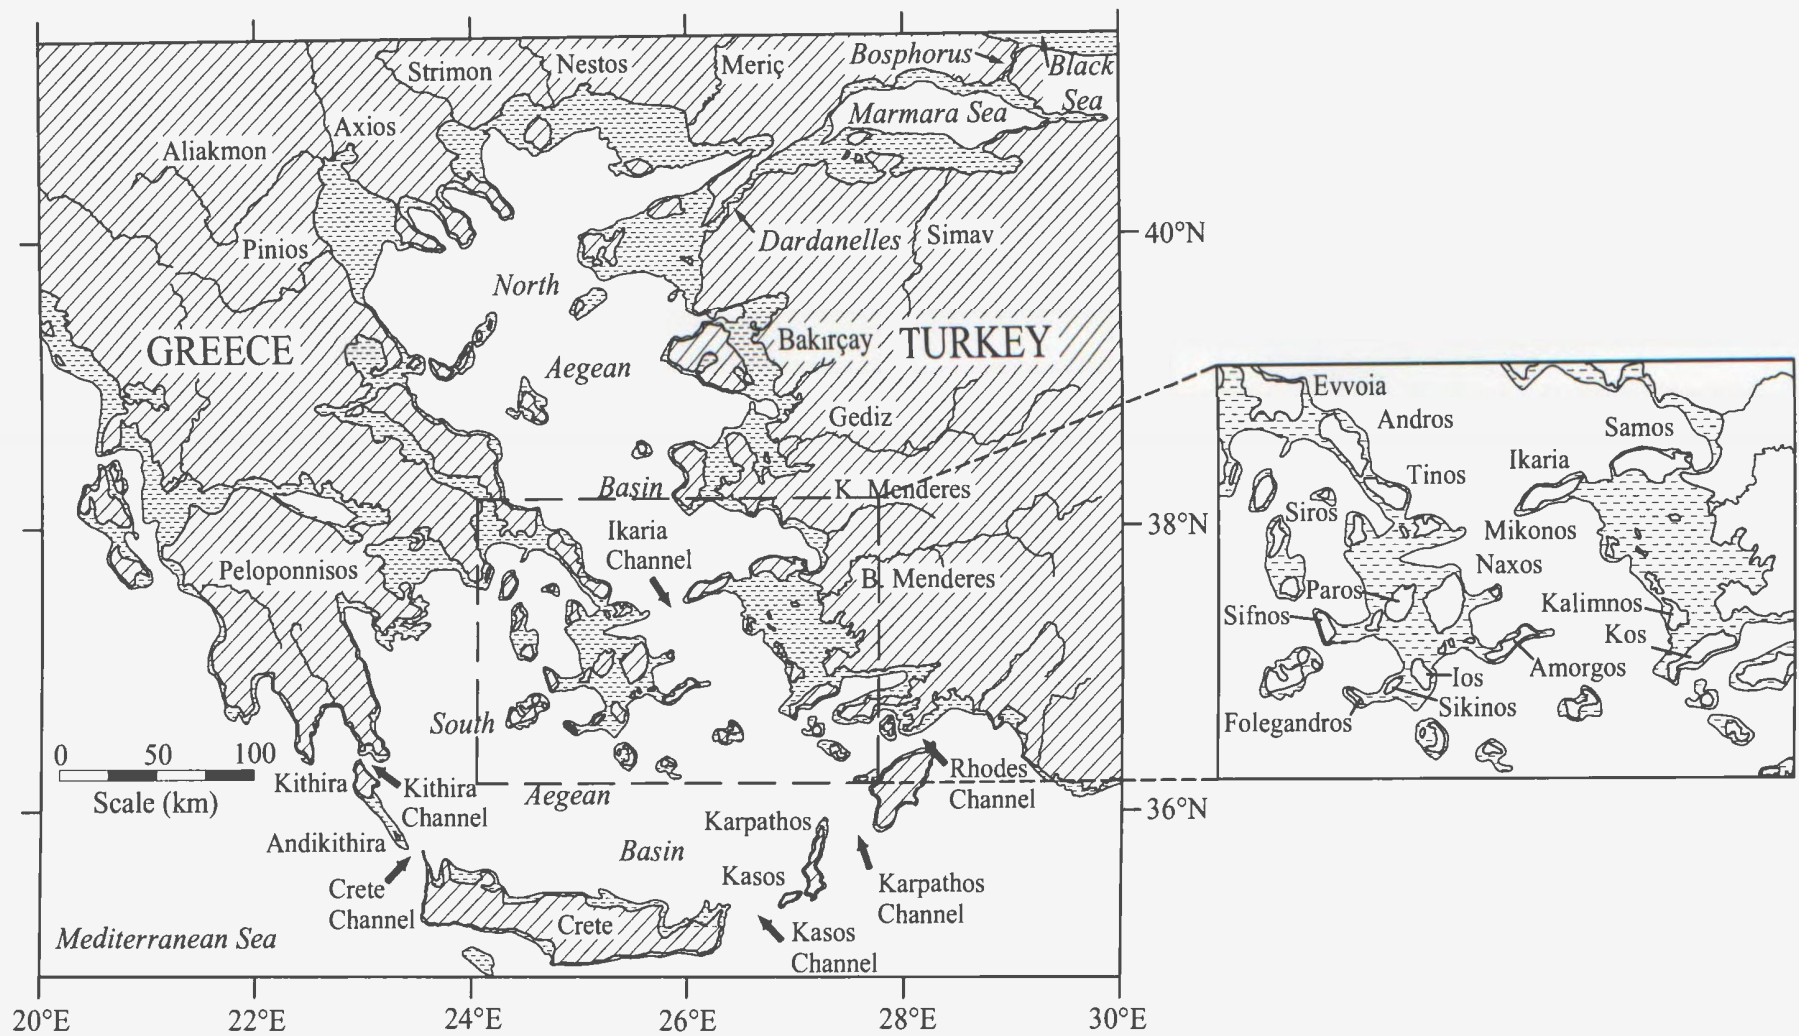 Strimon
Nestos
Meriç
Bosphorus
Black
Sea
Marmara Sea
Axios
Aliakmon
Pinios
Dardanelles
Simav
40°N
North
GREECE
Bakırçay
TURKEY
Aegean
Gediz
Basin
K. Menderes
38°N
Ikaria
Channel
Peloponnisos
B. Menderes
South
0 50 100
Scale (km)
Kithira
Kithira
Channel
Aegean
Rhodes
Channel
36°N
Andikithira
Karpathos
Basin
Kasos
Crete
Channel
Karpathos
Channel
Crete
Kasos
Channel
Mediterranean Sea
20°E 22°E 24°E 26°E 28°E 30°E
Evvoia
Andros
Samos
Ikaria
Tinos
Siros
Mikonos
Naxos
Paros
Sifnos
Kalimnos
Kos
Amorgos
Ios
Sikinos
Folegandros